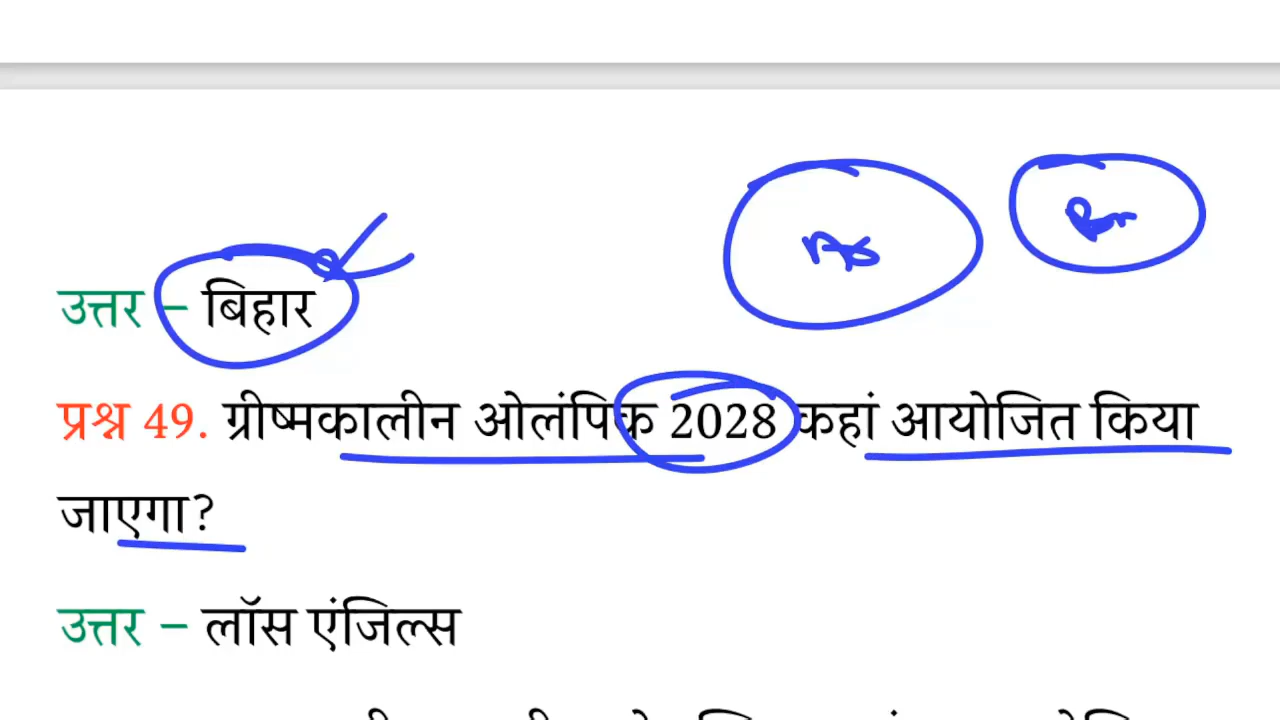 उत्तर – बिहार
प्रश्न 49. ग्रीष्मकालीन ओलंपिक 2028 कहां आयोजित किया
जाएगा?
उत्तर – लॉस एंजिल्स